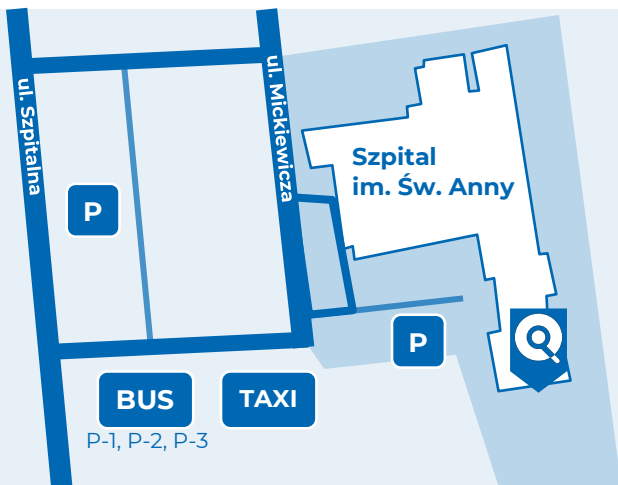 ul. Szpitalna
ul. Mickiewicza
Szpital
im. Św. Anny
P
P
BUS
TAXI
P-1, P-2, P-3